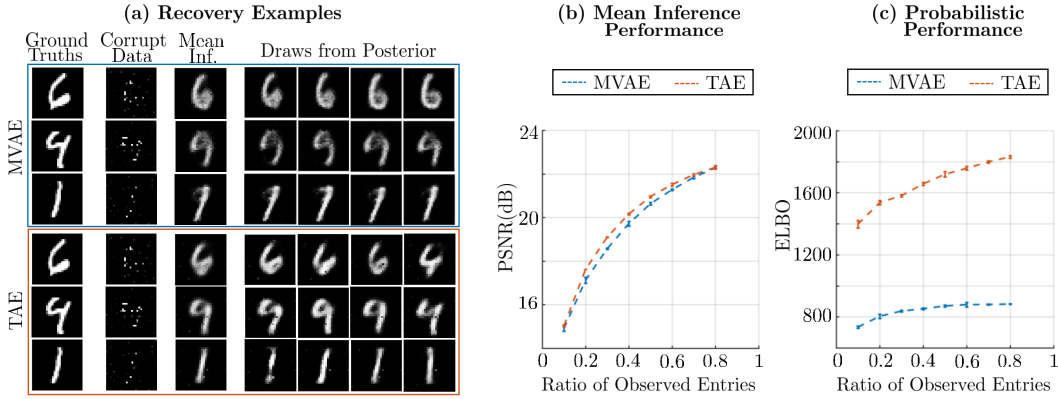 (a) Recovery Examples
Ground Truths
Corrupt Data
Mean Inf.
Draws from Posterior
MVAE
TAE
(b) Mean Inference
Performance
MVAE TAE
PSNR(dB)
24
20
16
0 0.2 0.4 0.6 0.8 1
Ratio of Observed Entries
(c) Probabilistic
Performance
MVAE TAE
ELBO
2000
1600
1200
800
0 0.2 0.4 0.6 0.8 1
Ratio of Observed Entries